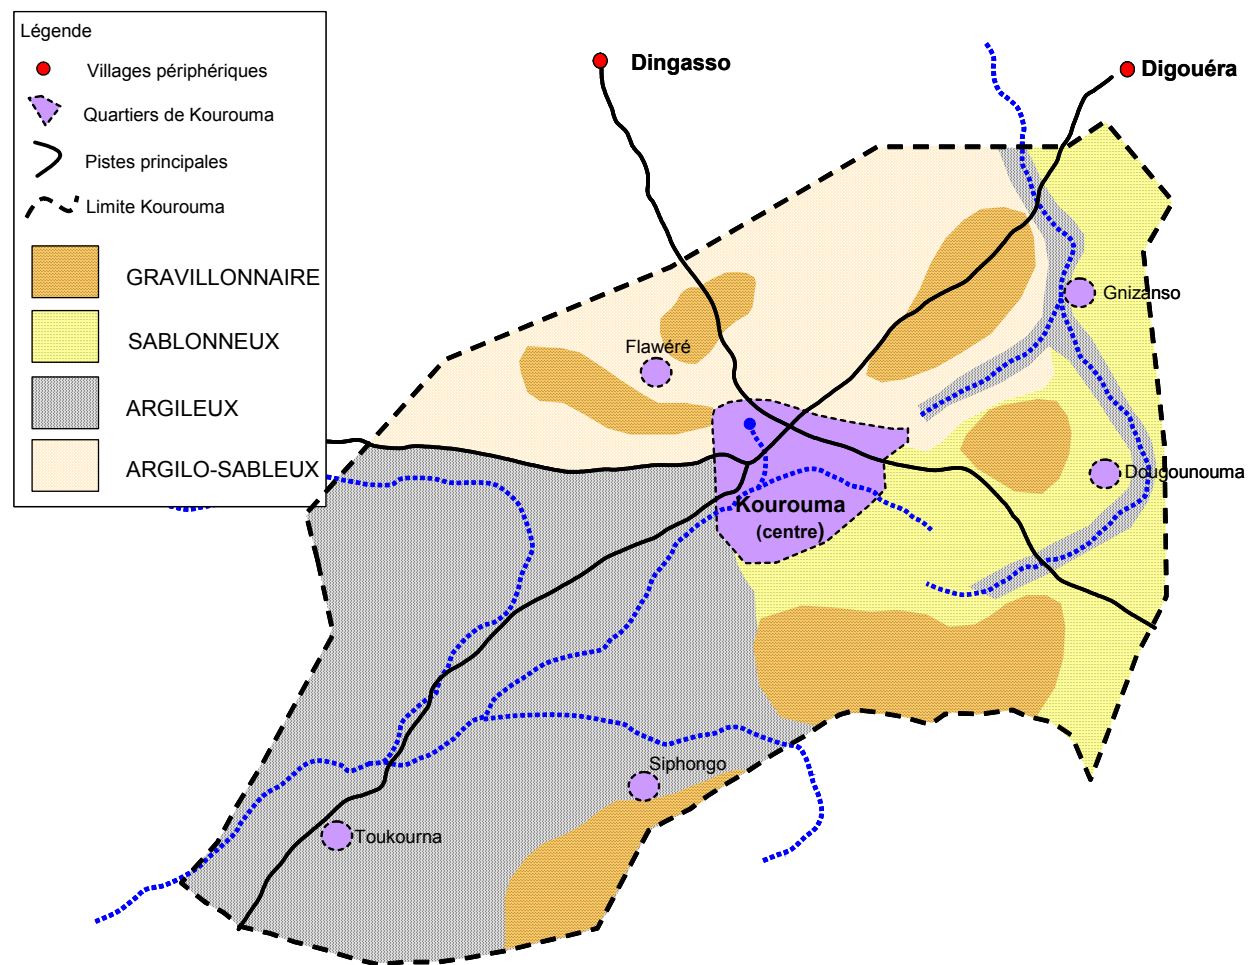 Légende
Villages périphériques
Quartiers de Kourouma
Pistes principales
Limite Kourouma
GRAVILLONNAIRE
SABLONNEUX
ARGILEUX
ARGILO-SABLEUX
Dingasso
Digouéra
Gnizanso
Flawéré
Dougounouma
Kourouma
(centre)
Siphongo
Toukourna